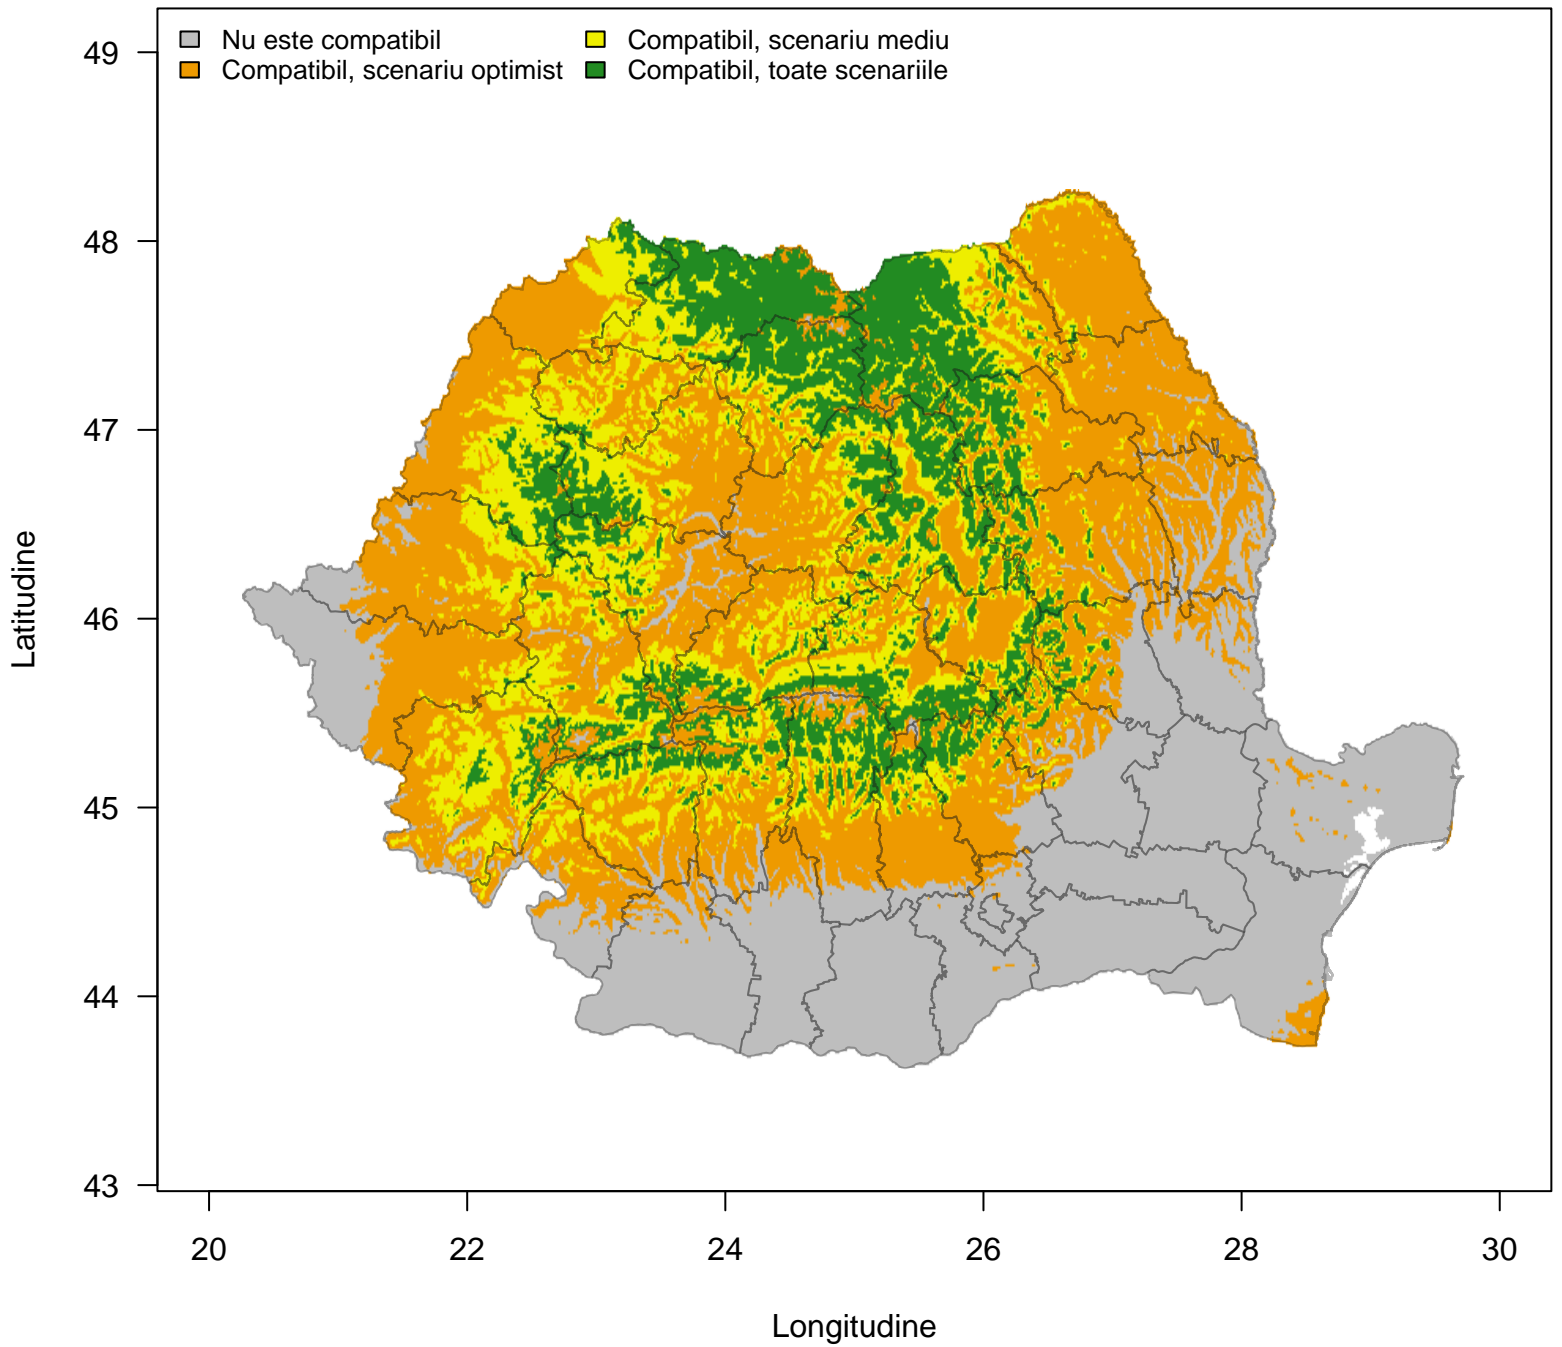 Nu este compatibil
Compatibil, scenariu optimist
Compatibil, scenariu mediu
Compatibil, toate scenariile
49
48
47
46
45
44
43
Latitudine
20 22 24 26 28 30
Longitudine